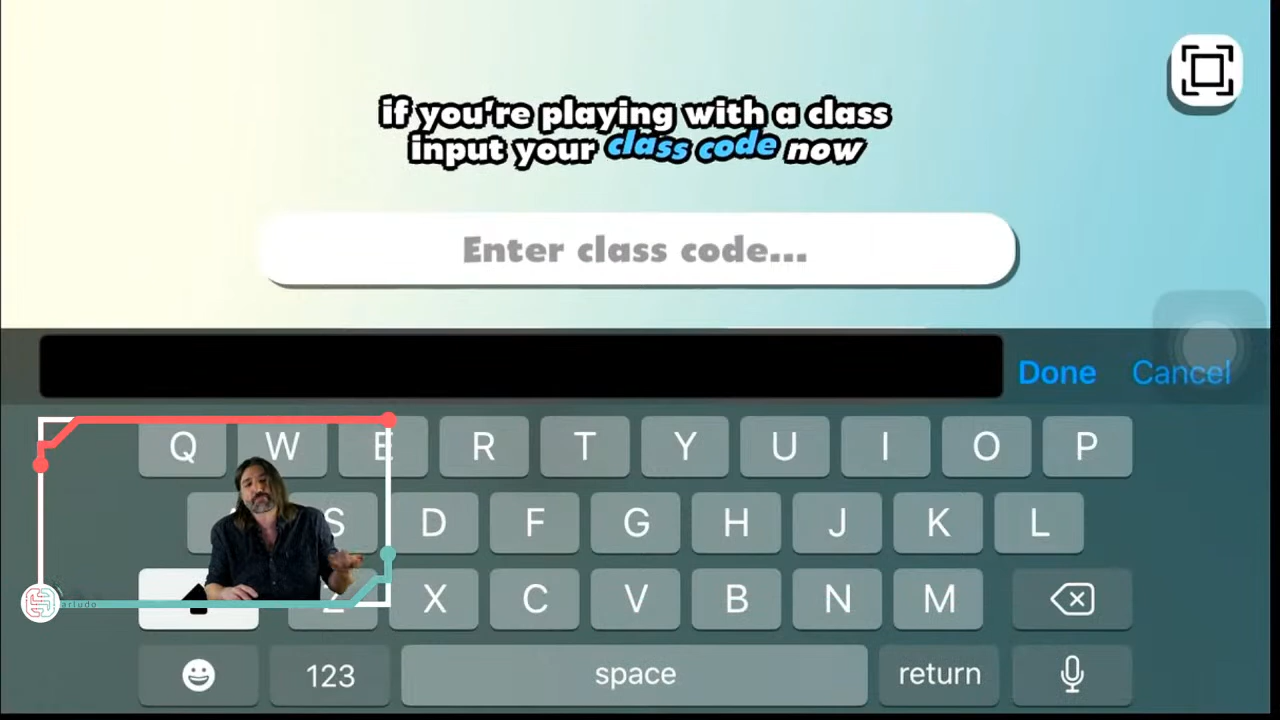 if you're playing with a class
input your class code now
Enter class code...
Done Cancel
Q W E R T Y U I O P
S D F G H J K L
Z X C V B N M
arludo
123 space return